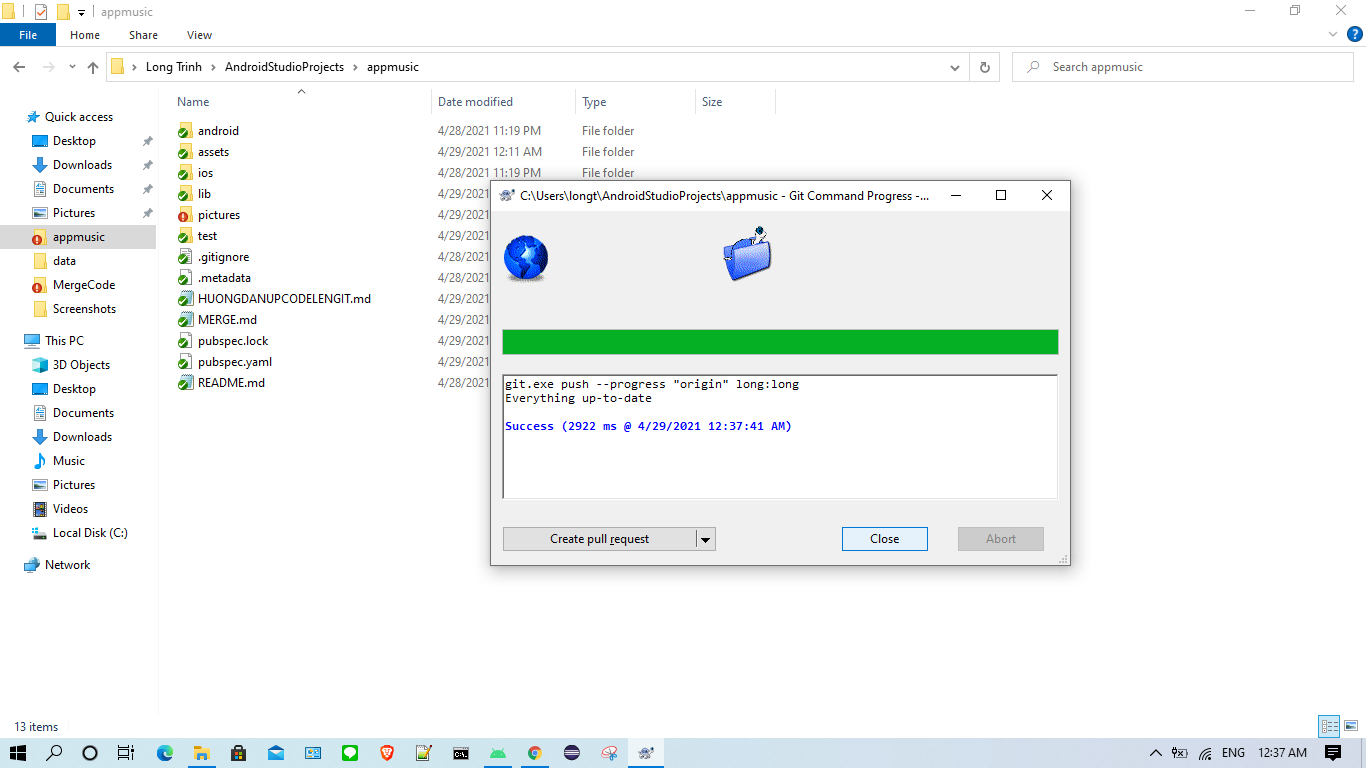 appmusic
File Home Share View
Long Trinh AndroidStudioProjects appmusic
Search appmusic
Name Date modified Type Size
Quick access
Desktop
Downloads
Documents
Pictures
appmusic
data
MergeCode
Screenshots
This PC
3D Objects
Desktop
Documents
Downloads
Music
Pictures
Videos
Local Disk (C:)
Network
android 4/28/2021 11:19 PM File folder
assets 4/29/2021 12:11 AM File folder
ios 4/28/2021 11:19 PM File folder
lib 4/29/2021
pictures 4/29/2021
test 4/29/2021
.gitignore 4/28/2021
.metadata 4/28/2021
HUONGDANUPCODELENGIT.md 4/29/2021
MERGE.md 4/29/2021
pubspec.lock 4/29/2021
pubspec.yaml 4/29/2021
README.md 4/28/2021
C:\Users\longt\AndroidStudioProjects\appmusic - Git Command Progress -...
git.exe push --progress "origin" long:long
Everything up-to-date
Success (2922 ms @ 4/29/2021 12:37:41 AM)
Create pull request Close Abort
13 items
ENG 12:37 AM